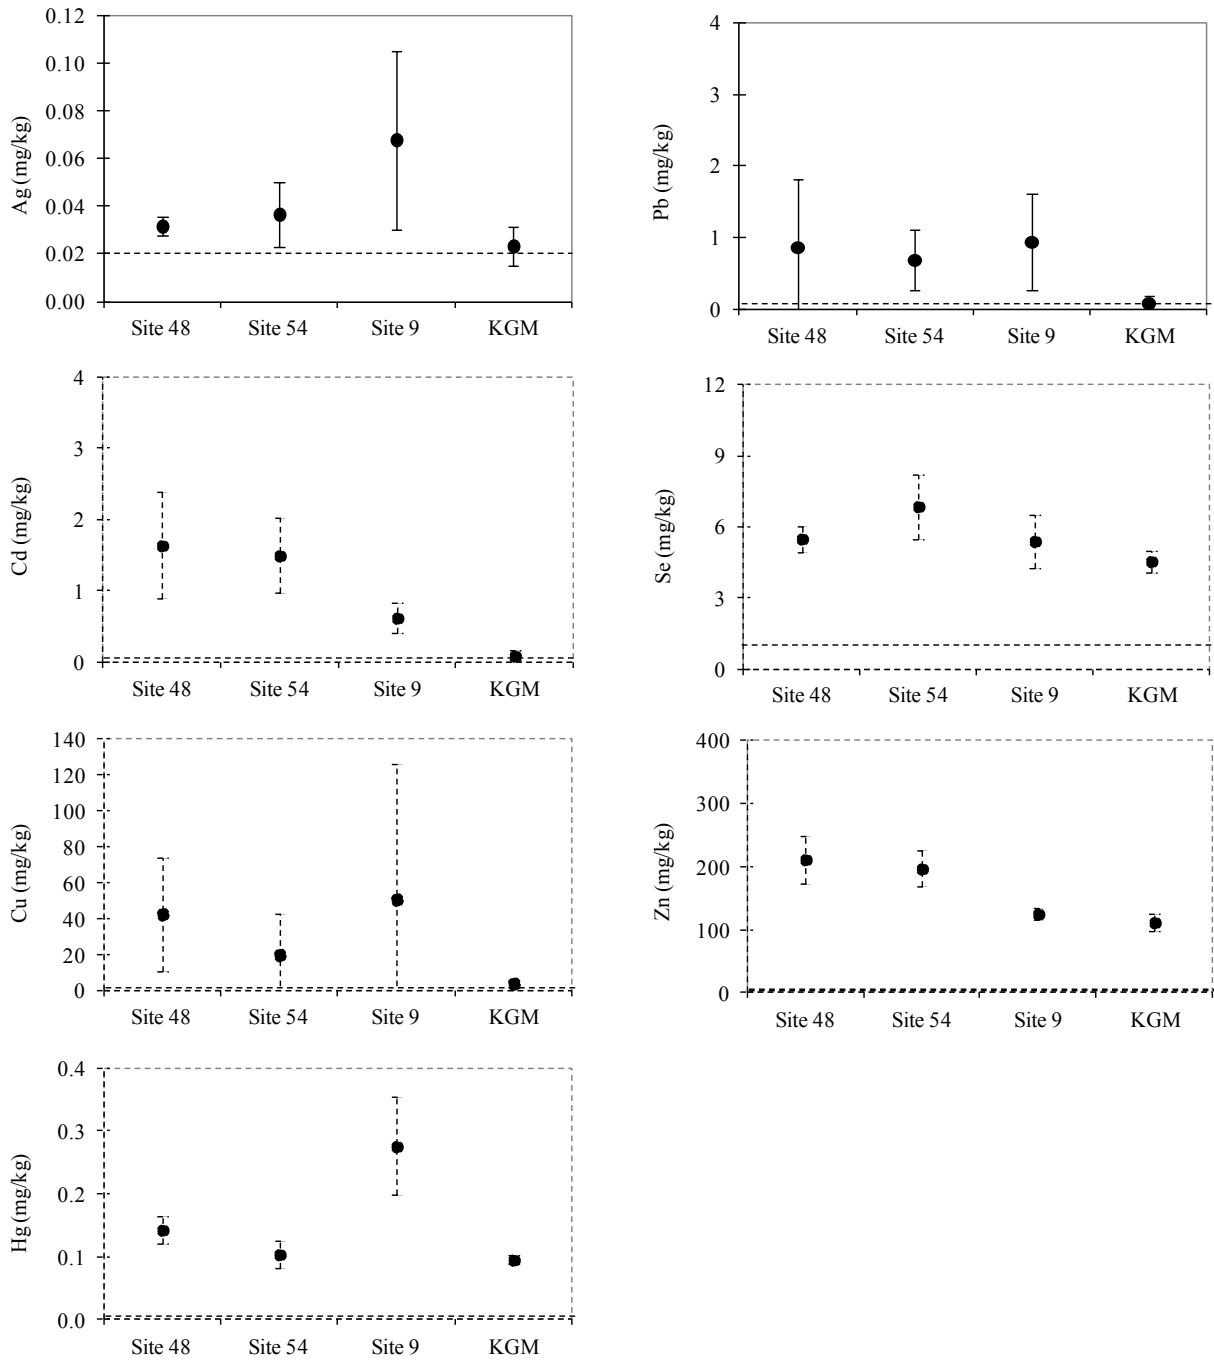 0.12
0.10
0.08
0.06
0.04
0.02
0.00
Ag (mg/kg)
Site 48 Site 54 Site 9 KGM
4
3
2
1
0
Pb (mg/kg)
Site 48 Site 54 Site 9 KGM
4
3
2
1
0
Cd (mg/kg)
Site 48 Site 54 Site 9 KGM
12
9
6
3
0
Se (mg/kg)
Site 48 Site 54 Site 9 KGM
140
120
100
80
60
40
20
0
Cu (mg/kg)
Site 48 Site 54 Site 9 KGM
400
300
200
100
0
Zn (mg/kg)
Site 48 Site 54 Site 9 KGM
0.4
0.3
0.2
0.1
0.0
Hg (mg/kg)
Site 48 Site 54 Site 9 KGM